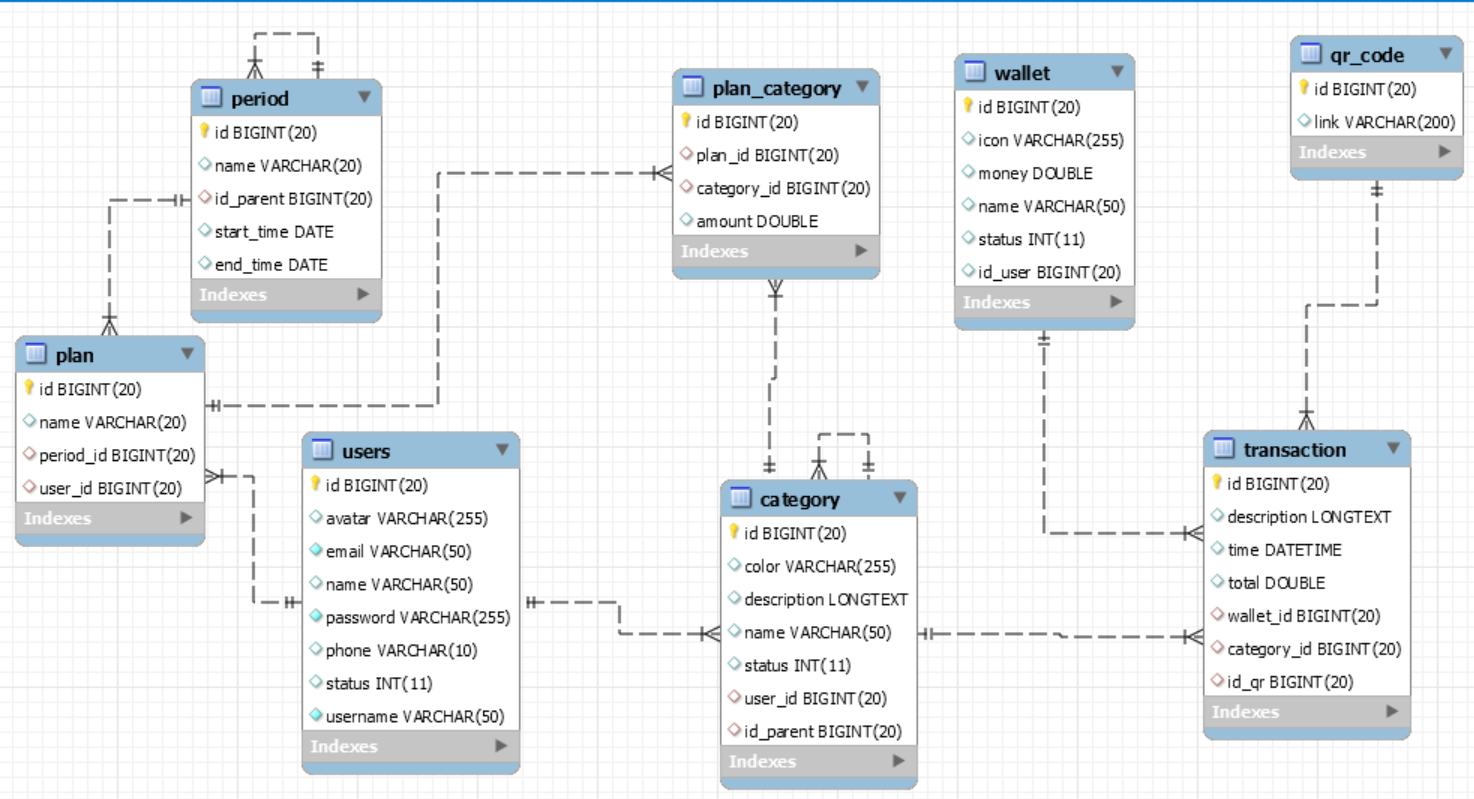 period
id BIGINT(20)
name VARCHAR(20)
id_parent BIGINT(20)
start_time DATE
end_time DATE
Indexes
plan_category
id BIGINT(20)
plan_id BIGINT(20)
category_id BIGINT(20)
amount DOUBLE
Indexes
wallet
id BIGINT(20)
icon VARCHAR(255)
money DOUBLE
name VARCHAR(50)
status INT(11)
id_user BIGINT(20)
Indexes
qr_code
id BIGINT(20)
link VARCHAR(200)
Indexes
plan
id BIGINT(20)
name VARCHAR(20)
period_id BIGINT(20)
user_id BIGINT(20)
Indexes
users
id BIGINT(20)
avatar VARCHAR(255)
email VARCHAR(50)
name VARCHAR(50)
password VARCHAR(255)
phone VARCHAR(10)
status INT(11)
username VARCHAR(50)
Indexes
category
id BIGINT(20)
color VARCHAR(255)
description LONGTEXT
name VARCHAR(50)
status INT(11)
user_id BIGINT(20)
id_parent BIGINT(20)
Indexes
transaction
id BIGINT(20)
description LONGTEXT
time DATETIME
total DOUBLE
wallet_id BIGINT(20)
category_id BIGINT(20)
id_qr BIGINT(20)
Indexes